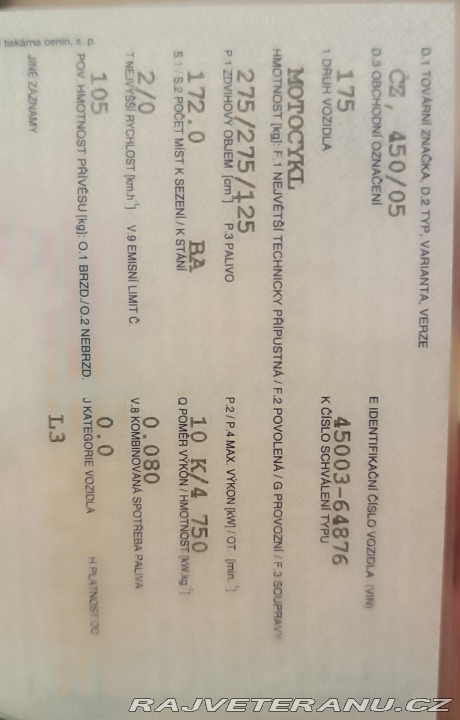 D.1 TOVÁRNÍ ZNAČKA, D.2 TYP, VARIANTA, VERZE
E IDENTIFIKAČNÍ ČÍSLO VOZIDLA (VIN)
ČZ, 450/05
D.3 OBCHODNÍ OZNAČENÍ
45003-64876
K ČÍSLO SCHVÁLENÍ TYPU
175
1 DRUH VOZIDLA
MOTOCYKL
HMOTNOST [kg]: F.1 NEJVĚTŠÍ TECHNICKY PŘÍPUSTNÁ / F.2 POVOLENÁ / G PROVOZNÍ / F.3 SOUPRAVY
275/275/125
P.1 ZDVIHOVÝ OBJEM [cm³] P.3 PALIVO
P.2 / P.4 MAX. VÝKON [kW] / OT. [min.⁻¹]
172.0 BA
10 K/4 750
S.1 / S.2 POČET MÍST K SEZENÍ / K STÁNÍ
Q POMĚR VÝKON / HMOTNOST [kW.kg⁻¹]
2/0
0.080
T NEJVYŠŠÍ RYCHLOST [km.h⁻¹] V.9 EMISNÍ LIMIT Č.
V.8 KOMBINOVANÁ SPOTŘEBA PALIVA
105
0.0
POV. HMOTNOST PŘÍVĚSU [kg]: O.1 BRZD./O.2 NEBRZD.
J KATEGORIE VOZIDLA H PLATNOST DO
L3
JINÉ ZÁZNAMY
tiskárna cenin, s. p.
RAJVETERANU.CZ